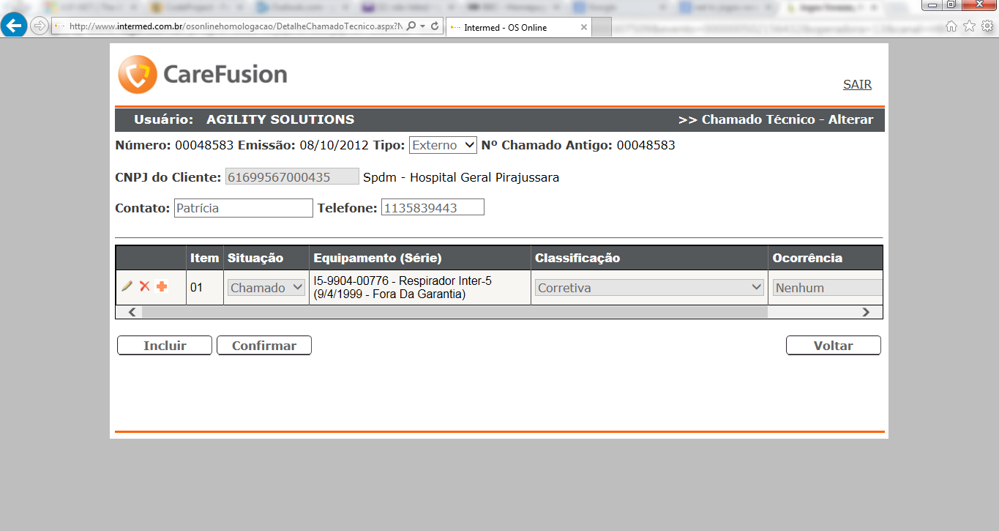 http://www.intermed.com.br/osonlinehomologacao/DetalheChamadoTecnico.aspx?N
Intermed - OS Online
CareFusion
SAIR
Usuário: AGILITY SOLUTIONS >> Chamado Técnico - Alterar
Número: 00048583 Emissão: 08/10/2012 Tipo: Externo Nº Chamado Antigo: 00048583
CNPJ do Cliente: 61699567000435 Spdm - Hospital Geral Pirajussara
Contato: Patrícia Telefone: 1135839443
Item Situação Equipamento (Série) Classificação Ocorrência
01 Chamado I5-9904-00776 - Respirador Inter-5 (9/4/1999 - Fora Da Garantia) Corretiva Nenhum
Incluir Confirmar Voltar